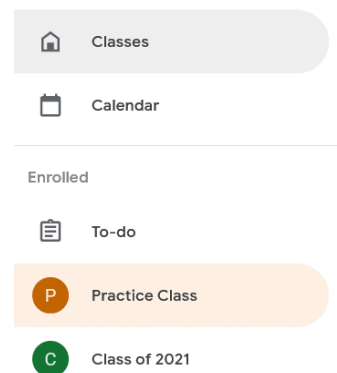 Classes
Calendar
Enrolled
To-do
P Practice Class
C Class of 2021